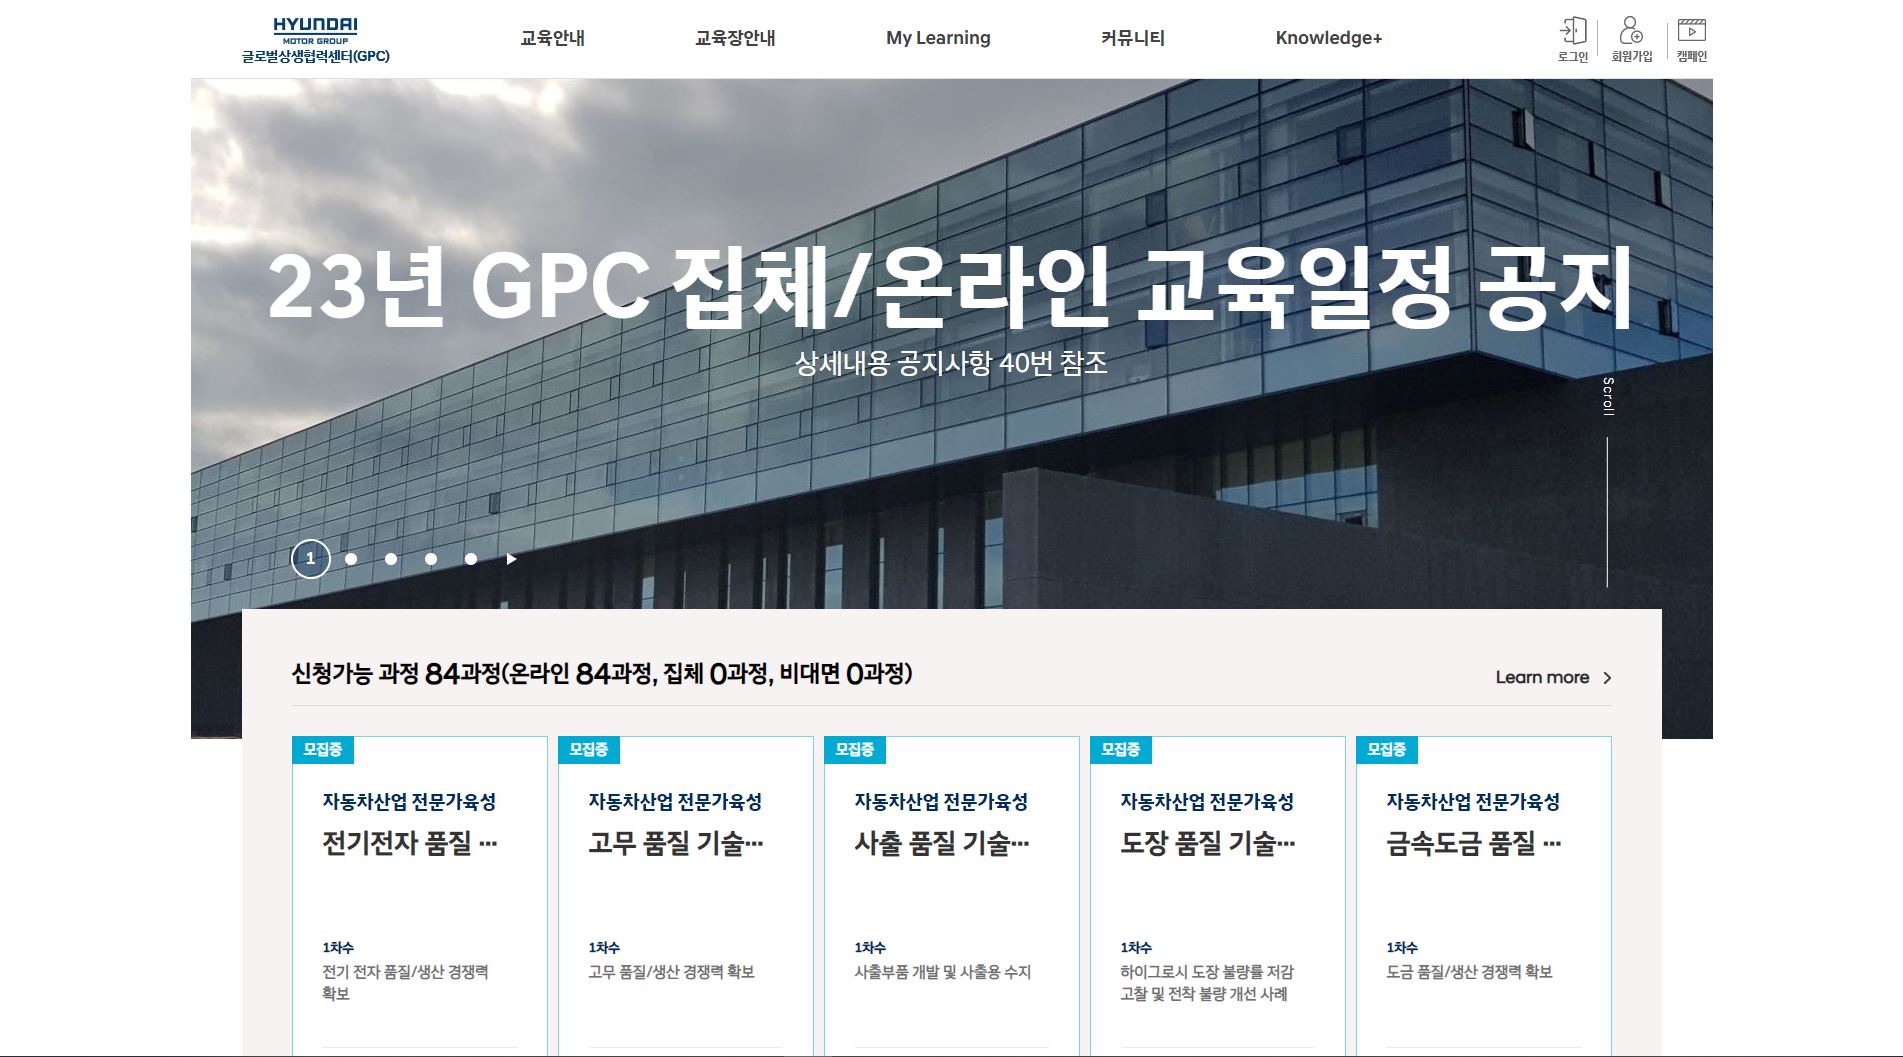 HYUNDAI
MOTOR GROUP
글로벌상생협력센터(GPC)
교육안내
교육장안내
My Learning
커뮤니티
Knowledge+
로그인
회원가입
캠페인
23년 GPC 집체/온라인 교육일정 공지
상세내용 공지사항 40번 참조
Scroll
1
신청가능 과정 84과정(온라인 84과정, 집체 0과정, 비대면 0과정)
Learn more
모집중
자동차산업 전문가육성
전기전자 품질 ...
1차수
전기 전자 품질/생산 경쟁력
확보
모집중
자동차산업 전문가육성
고무 품질 기술...
1차수
고무 품질/생산 경쟁력 확보
모집중
자동차산업 전문가육성
사출 품질 기술...
1차수
사출부품 개발 및 사출용 수지
모집중
자동차산업 전문가육성
도장 품질 기술...
1차수
하이그로시 도장 불량률 저감
고찰 및 전착 불량 개선 사례
모집중
자동차산업 전문가육성
금속도금 품질 ...
1차수
도금 품질/생산 경쟁력 확보